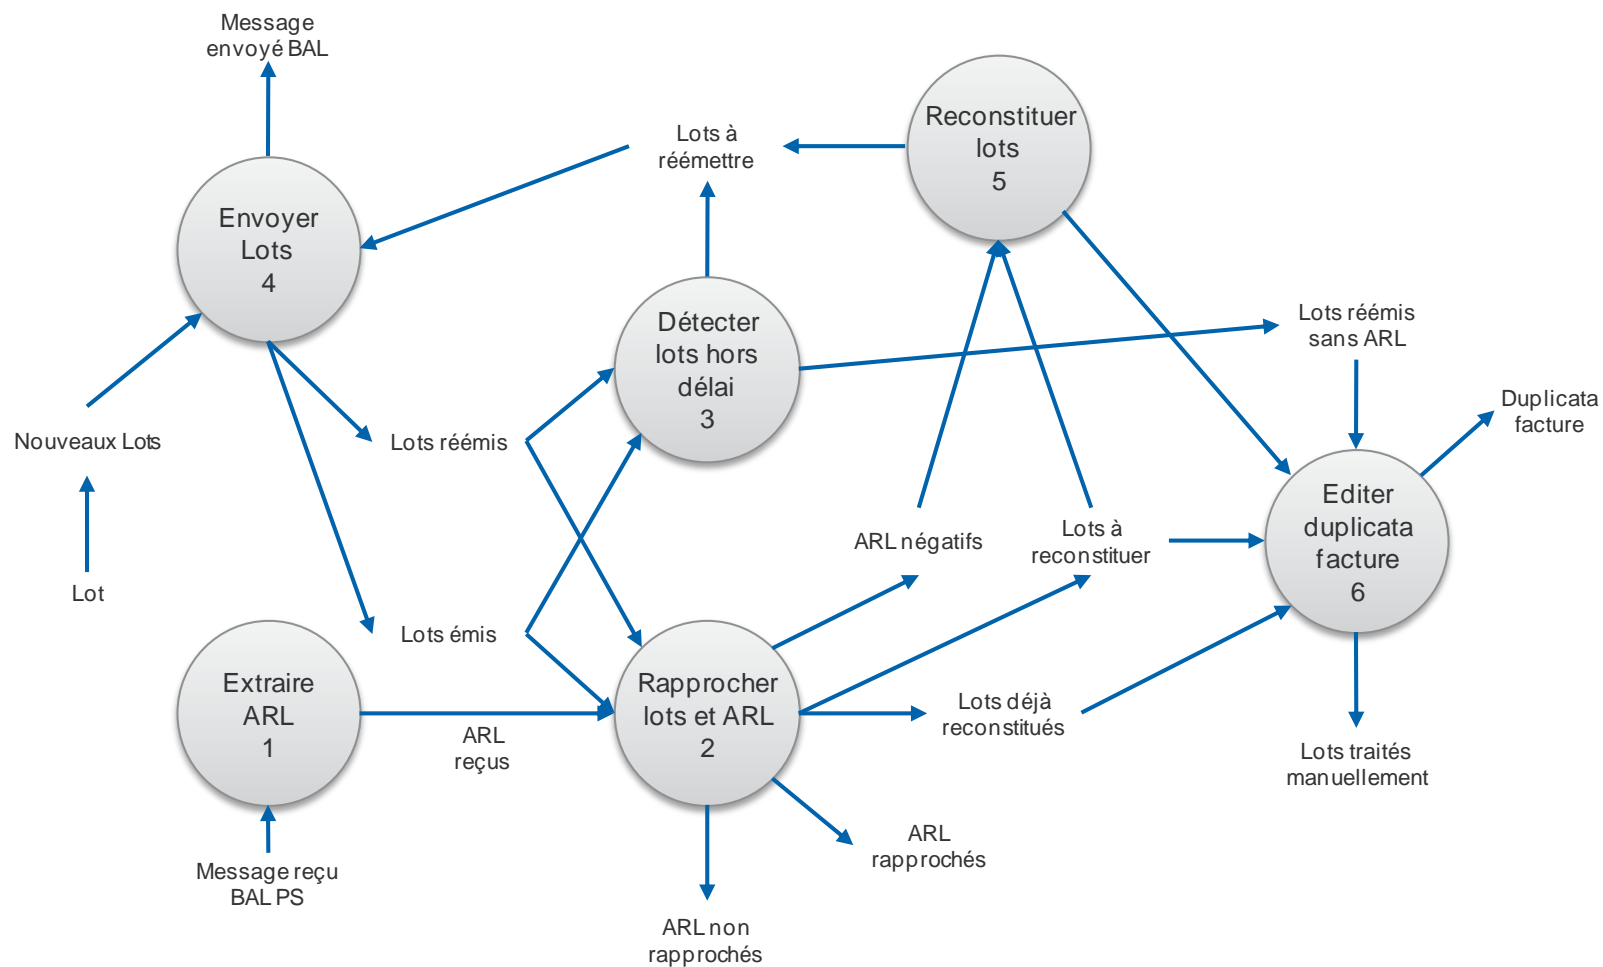 Message
envoyé BAL
Reconstituer
lots
5
Lots à
réémettre
Envoyer
Lots
4
Détecter
lots hors
délai
3
Lots réémis
sans ARL
Duplicata
facture
Nouveaux Lots
Lots réémis
Editer
duplicata
facture
6
ARL négatifs
Lots à
reconstituer
Lot
Lots émis
Extraire
ARL
1
ARL
reçus
Rapprocher
lots et ARL
2
Lots déjà
reconstitués
Lots traités
manuellement
ARL
rapprochés
Message reçu
BAL PS
ARL non
rapprochés